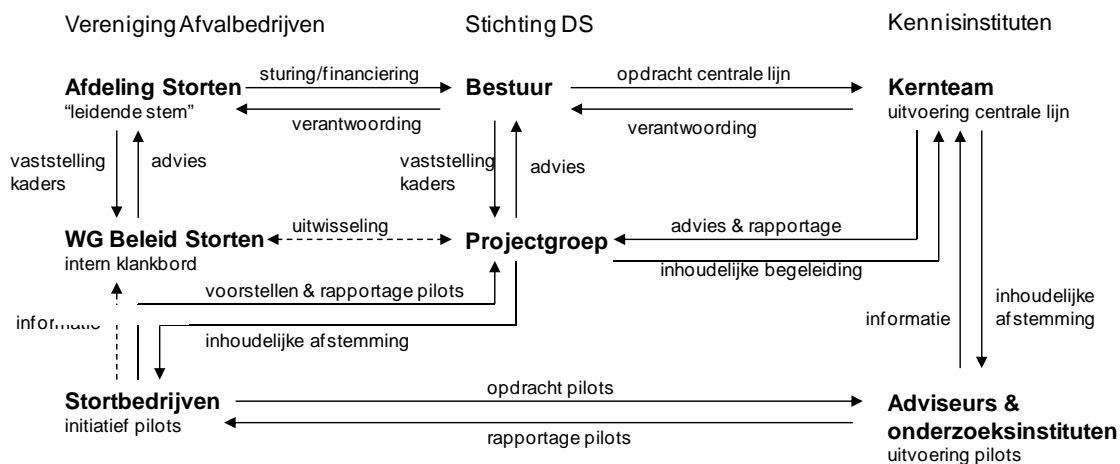 Vereniging Afvalbedrijven
Stichting DS
Kennisinstituten
Afdeling Storten
"leidende stem"
sturing/financiering
verantwoording
Bestuur
opdracht centrale lijn
verantwoording
Kernteam
uitvoering centrale lijn
vaststelling
kaders
advies
vaststelling
kaders
advies
WG Beleid Storten
intern klankbord
uitwisseling
Projectgroep
advies & rapportage
inhoudelijke begeleiding
voorstellen & rapportage pilots
inhoudelijke afstemming
informatie
informatie
inhoudelijke
afstemming
Stortbedrijven
initiatief pilots
opdracht pilots
rapportage pilots
Adviseurs &
onderzoeksinstituten
uitvoering pilots